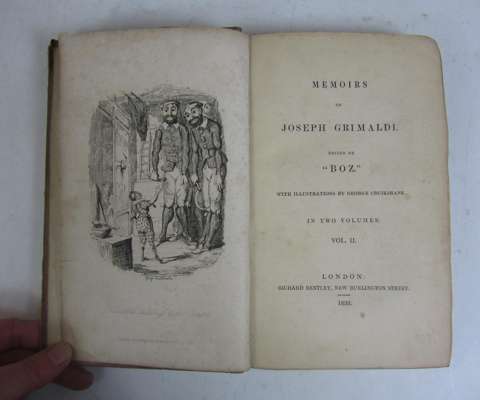 MEMOIRS
OF
JOSEPH GRIMALDI.
EDITED BY
"BOZ."
WITH ILLUSTRATIONS BY GEORGE CRUIKSHANK.
IN TWO VOLUMES.
VOL. II.
LONDON:
RICHARD BENTLEY, NEW BURLINGTON STREET.
1838.